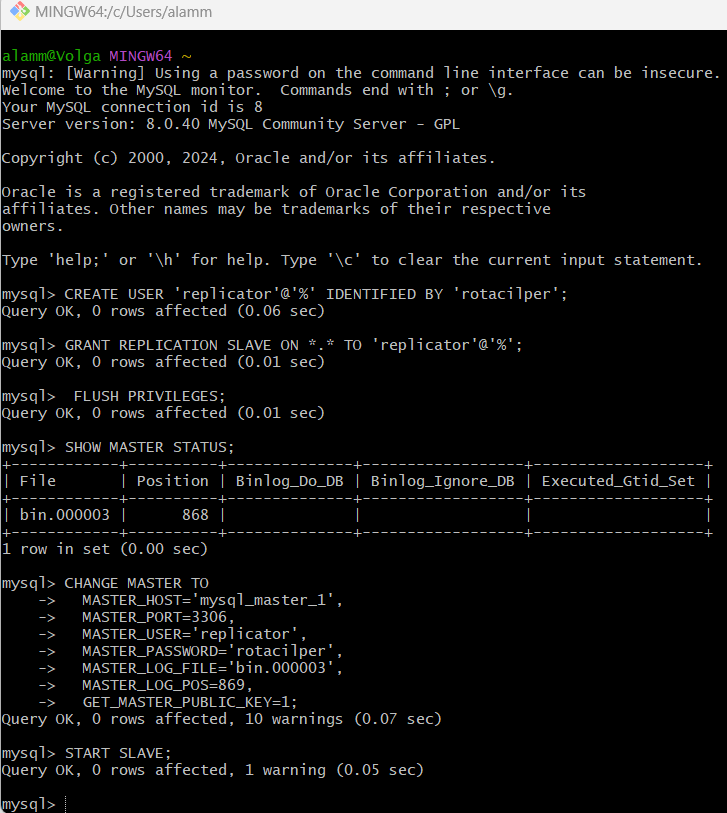 MINGW64:/c/Users/alamm
alamm@Volga MINGW64 ~
mysql: [Warning] Using a password on the command line interface can be insecure.
Welcome to the MySQL monitor.  Commands end with ; or \g.
Your MySQL connection id is 8
Server version: 8.0.40 MySQL Community Server - GPL

Copyright (c) 2000, 2024, Oracle and/or its affiliates.

Oracle is a registered trademark of Oracle Corporation and/or its
affiliates. Other names may be trademarks of their respective
owners.

Type 'help;' or '\h' for help. Type '\c' to clear the current input statement.

mysql> CREATE USER 'replicator'@'%' IDENTIFIED BY 'rotacilper';
Query OK, 0 rows affected (0.06 sec)

mysql> GRANT REPLICATION SLAVE ON *.* TO 'replicator'@'%';
Query OK, 0 rows affected (0.01 sec)

mysql>  FLUSH PRIVILEGES;
Query OK, 0 rows affected (0.01 sec)

mysql> SHOW MASTER STATUS;
+------------+----------+--------------+------------------+-------------------+
| File       | Position | Binlog_Do_DB | Binlog_Ignore_DB | Executed_Gtid_Set |
+------------+----------+--------------+------------------+-------------------+
| bin.000003 |      868 |              |                  |                   |
+------------+----------+--------------+------------------+-------------------+
1 row in set (0.00 sec)

mysql> CHANGE MASTER TO
    ->   MASTER_HOST='mysql_master_1',
    ->   MASTER_PORT=3306,
    ->   MASTER_USER='replicator',
    ->   MASTER_PASSWORD='rotacilper',
    ->   MASTER_LOG_FILE='bin.000003',
    ->   MASTER_LOG_POS=869,
    ->   GET_MASTER_PUBLIC_KEY=1;
Query OK, 0 rows affected, 10 warnings (0.07 sec)

mysql> START SLAVE;
Query OK, 0 rows affected, 1 warning (0.05 sec)

mysql>